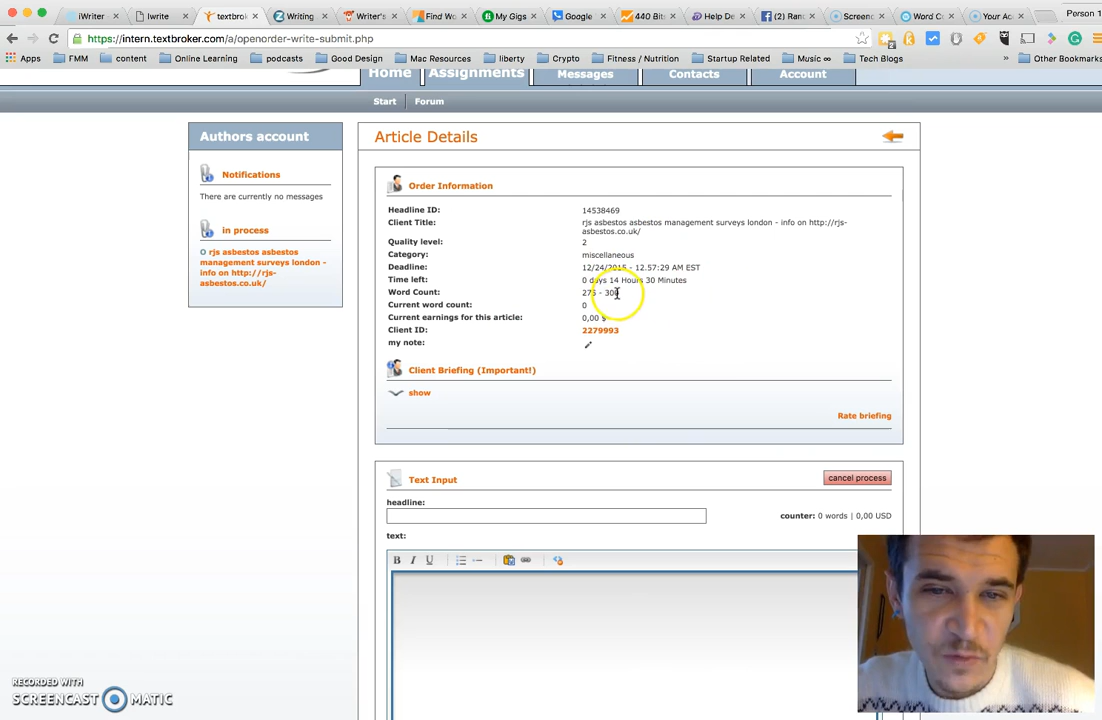 iWriter
Iwrite
textbrok
Writing
Writer's
Find Wo
My Gigs
Google
440 Bits
Help De
(2) Ranc
Screenc
Word C
Your Ac
Person 1
https://intern.textbroker.com/a/openorder-write-submit.php
Apps
FMM
content
Online Learning
podcasts
Good Design
Mac Resources
liberty
Crypto
Fitness / Nutrition
Startup Related
Music ∞
Tech Blogs
»
Other Bookmarks
Home
Assignments
Messages
Contacts
Account
Start
Forum
Authors account
Notifications
There are currently no messages
in process
O rjs asbestos asbestos
management surveys london -
info on http://rjs-
asbestos.co.uk/
Article Details
Order Information
Headline ID: 14538469
Client Title: rjs asbestos asbestos management surveys london - info on http://rjs-
asbestos.co.uk/
Quality level: 2
Category: miscellaneous
Deadline: 12/24/2015 - 12.57:29 AM EST
Time left: 0 days 14 Hours 30 Minutes
Word Count: 275 - 300
Current word count: 0
Current earnings for this article: 0,00 $
Client ID: 2279993
my note:
Client Briefing (Important!)
show
Rate briefing
Text Input
cancel process
headline:
counter: 0 words | 0,00 USD
text:
B I U
RECORDED WITH
SCREENCAST MATIC